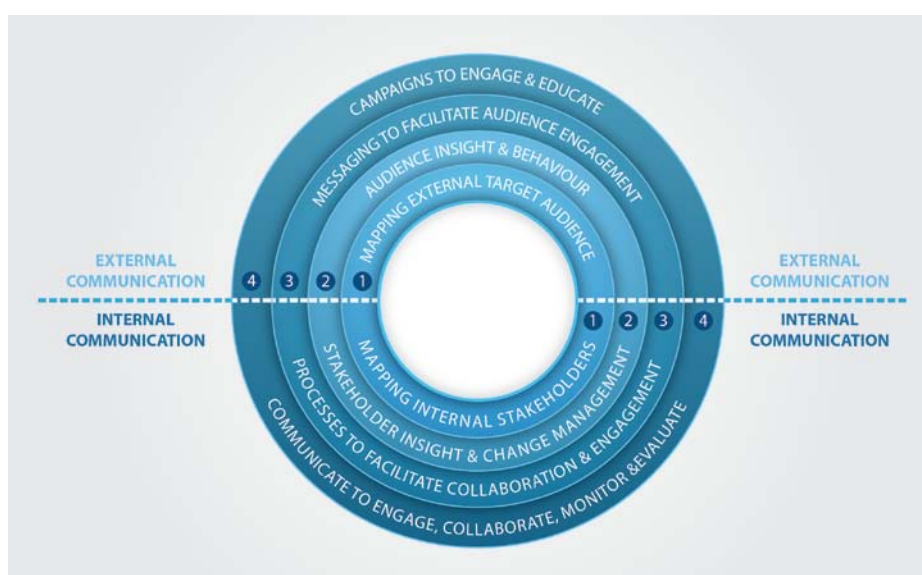 CAMPAIGNS TO ENGAGE & EDUCATE
MESSAGING TO FACILITATE AUDIENCE ENGAGEMENT
AUDIENCE INSIGHT & BEHAVIOUR
MAPPING EXTERNAL TARGET AUDIENCE
EXTERNAL
COMMUNICATION
4 3 2 1
EXTERNAL
COMMUNICATION
INTERNAL
COMMUNICATION
1 2 3 4
INTERNAL
COMMUNICATION
MAPPING INTERNAL STAKEHOLDERS
STAKEHOLDER INSIGHT & CHANGE MANAGEMENT
PROCESSES TO FACILITATE COLLABORATION & ENGAGEMENT
COMMUNICATE TO ENGAGE, COLLABORATE, MONITOR &EVALUATE